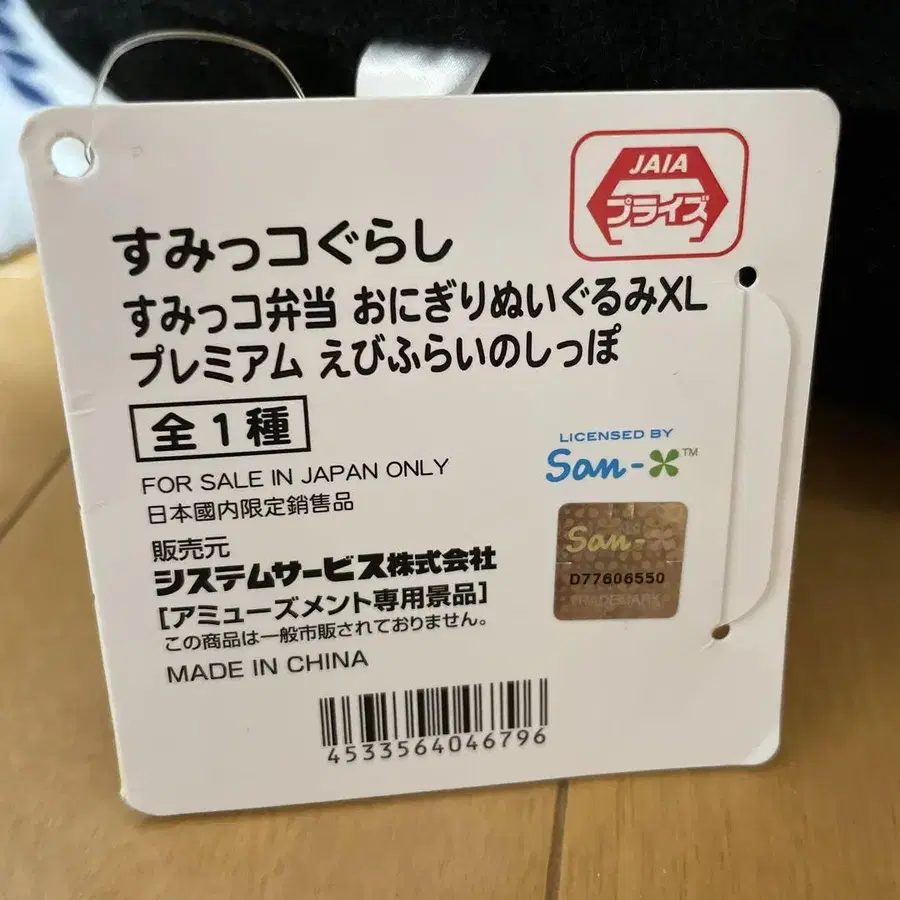 JAIA
プライズ
すみっコぐらし
すみっコ弁当 おにぎりぬいぐるみXL
プレミアム えびふらいのしっぽ
全1種
FOR SALE IN JAPAN ONLY
日本國内限定銷售品
LICENSED BY
San-X™
San-X
D77606550
TRADEMARK
販売元
システムサービス株式会社
[アミューズメント専用景品]
この商品は一般市販されておりません。
MADE IN CHINA
4533564046796